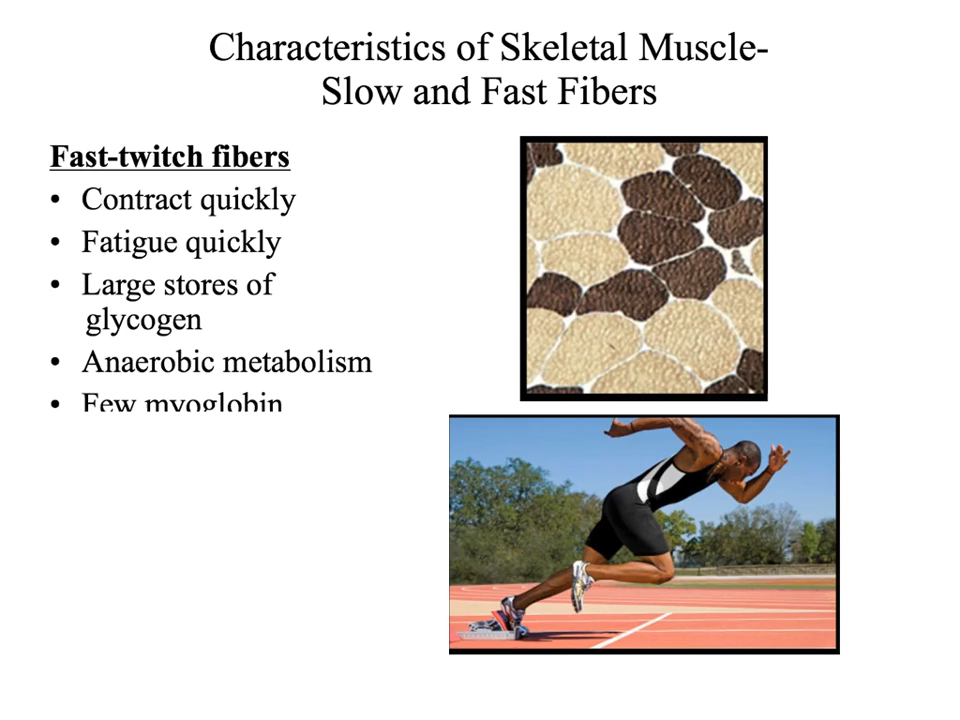 Characteristics of Skeletal Muscle-
Slow and Fast Fibers
Fast-twitch fibers
• Contract quickly
• Fatigue quickly
• Large stores of
glycogen
• Anaerobic metabolism
• Few myoglobin